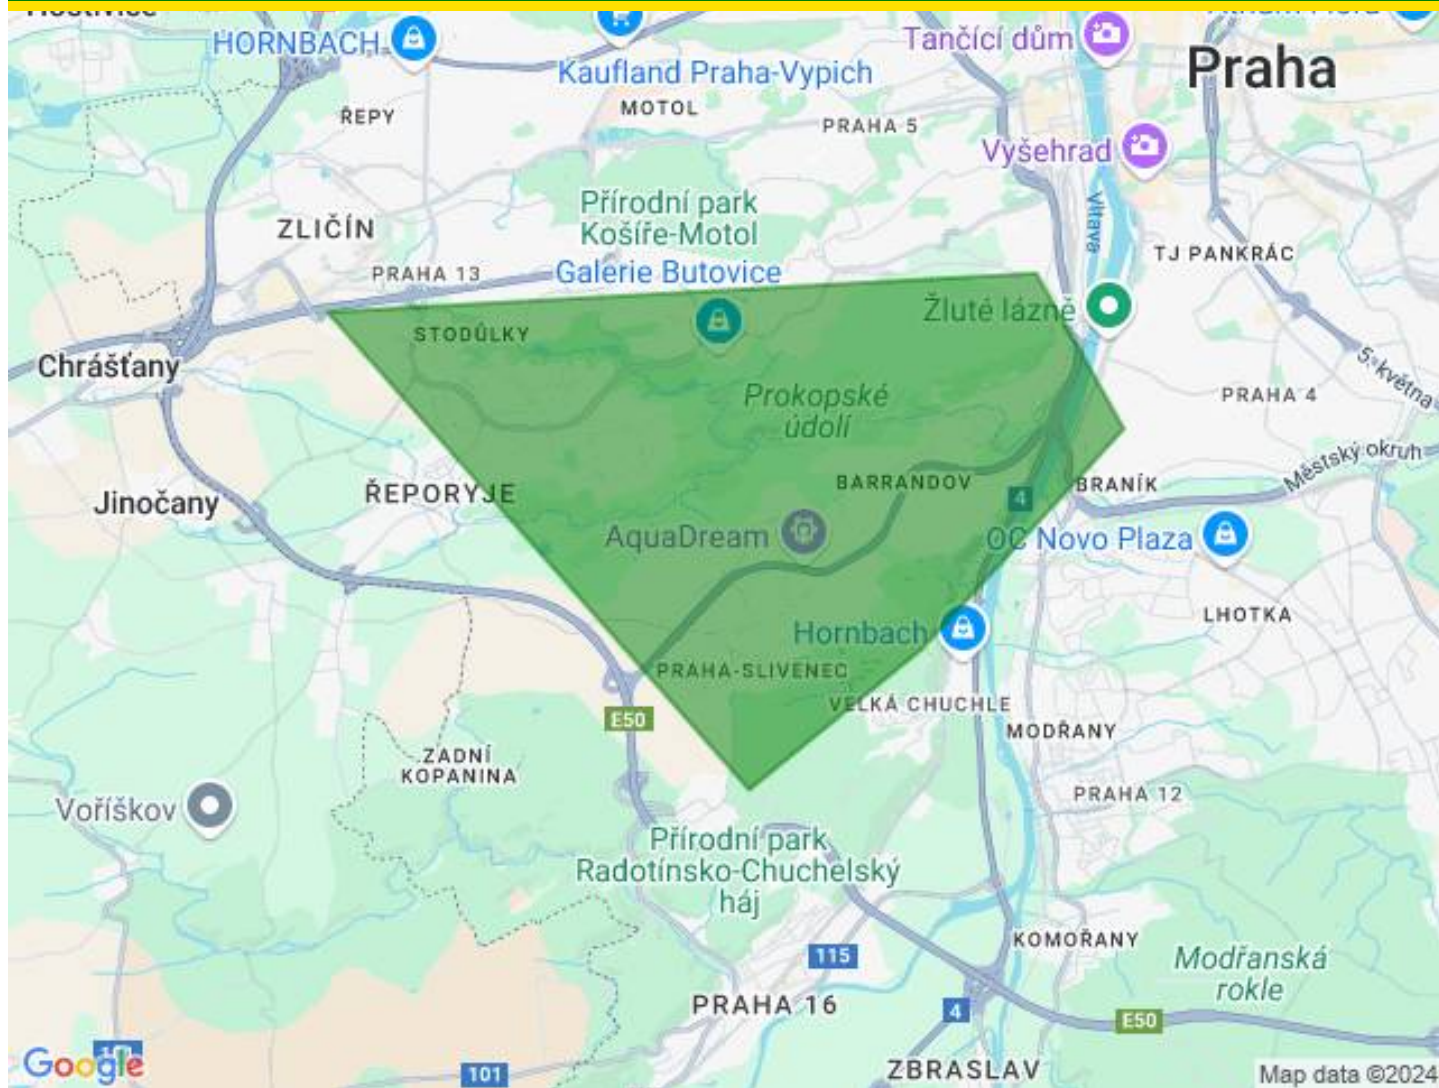 HORNBACH
Tančící dům
Praha
Kaufland Praha-Vypich
MOTOL
ŘEPY
PRAHA 5
Vyšehrad
Přírodní park
Košíře-Motol
ZLIČÍN
Vltava
TJ PANKRÁC
PRAHA 13
Galerie Butovice
Žluté lázně
STODŮLKY
Chrášťany
5. května
Prokopské
údolí
PRAHA 4
Městský okruh
BARRANDOV
BRANÍK
4
ŘEPORYJE
Jinočany
AquaDream
OC Novo Plaza
LHOTKA
Hornbach
PRAHA-SLIVENEC
VELKÁ CHUCHLE
E50
MODŘANY
ZADNÍ
KOPANINA
PRAHA 12
Voříškov
Přírodní park
Radotínsko-Chuchelský
háj
KOMOŘANY
115
Modřanská
rokle
PRAHA 16
4
E50
Google
101
ZBRASLAV
Map data ©2024